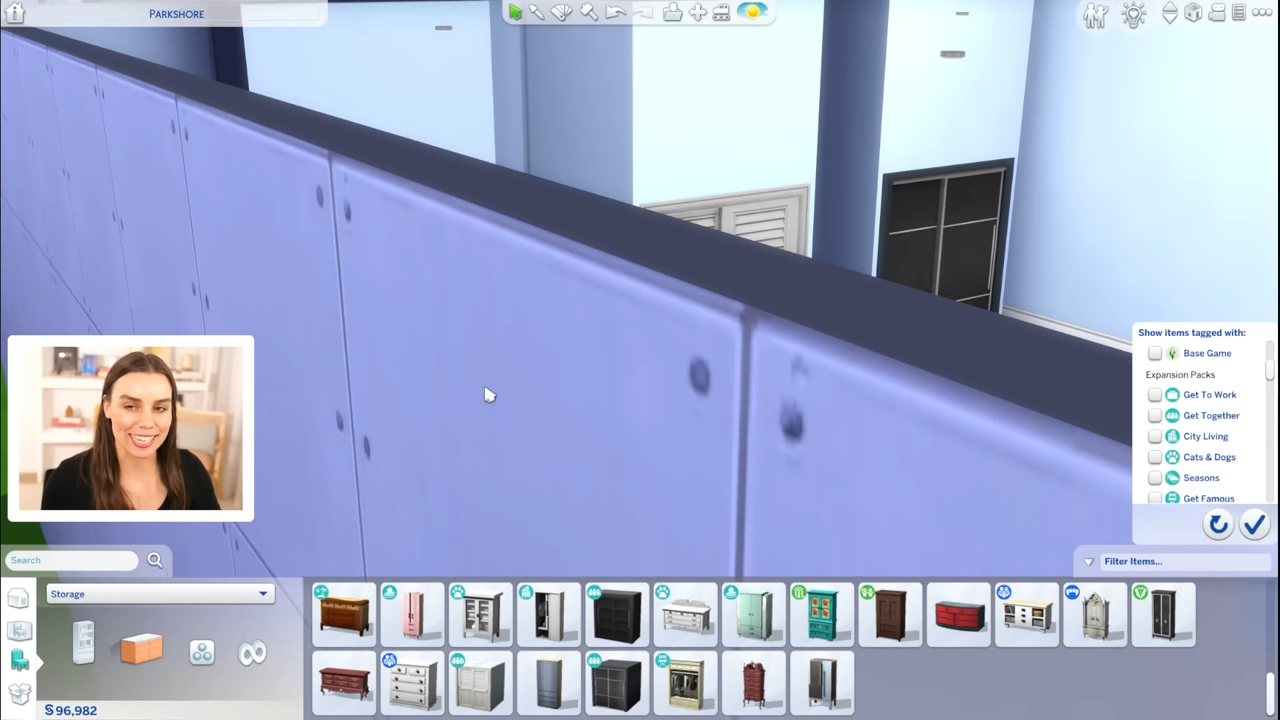 PARKSHORE
Show items tagged with:
Base Game
Expansion Packs
Get To Work
Get Together
City Living
Cats & Dogs
Seasons
Get Famous
Search
Filter Items...
Storage
§96,982